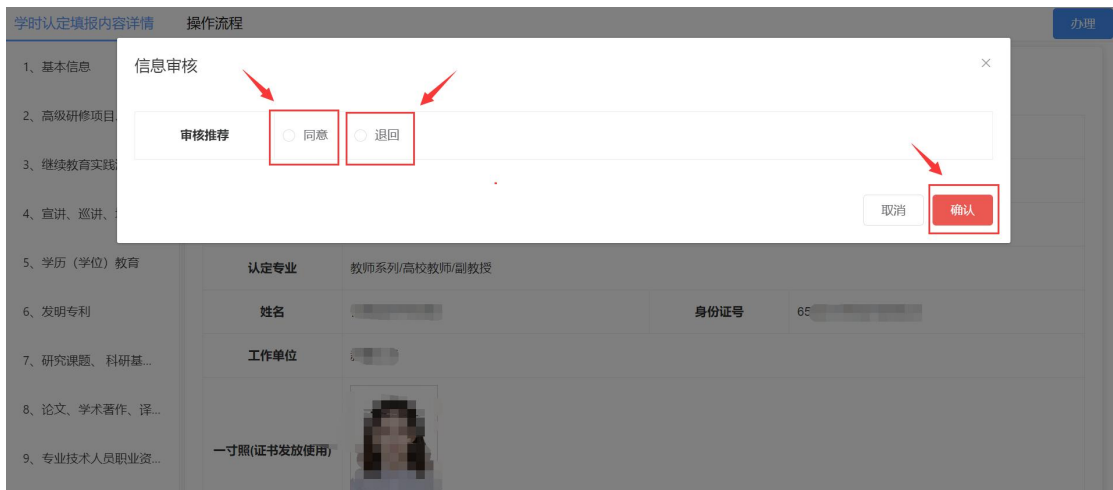 学时认定填报内容详情 操作流程 办理
信息审核
1、基本信息
2、高级研修项目
审核推荐 同意 退回
3、继续教育实践
取消 确认
4、宣讲、巡讲、
5、学历（学位）教育
认定专业 教师系列/高校教师/副教授
6、发明专利
姓名 身份证号 65
7、研究课题、 科研基...
工作单位
8、论文、学术著作、译...
9、专业技术人员职业资...
一寸照(证书发放使用)